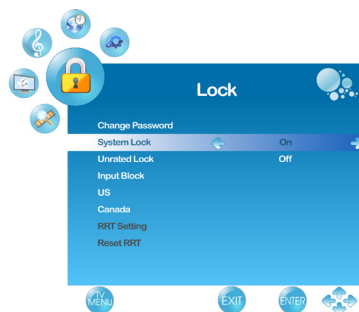 Lock
Change Password
System Lock On
Unrated Lock Off
Input Block
US
Canada
RRT Setting
Reset RRT
TV
MENU
EXIT
ENTER